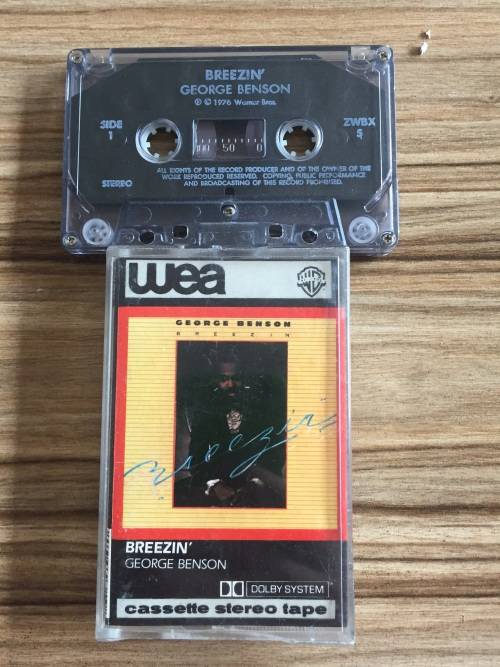 BREEZIN'
GEORGE BENSON
℗ © 1976 Warner Bros.
SIDE
1
ZWBX
S
100 50 0
ALL RIGHTS OF THE RECORD PRODUCER AND OF THE OWNER OF THE
WORK REPRODUCED RESERVED. COPYING, PUBLIC PERFORMANCE
AND BROADCASTING OF THIS RECORD PROHIBITED.
STEREO
wea
GEORGE BENSON
BREEZIN
Breezin'
BREEZIN'
GEORGE BENSON
DOLBY SYSTEM
cassette stereo tape